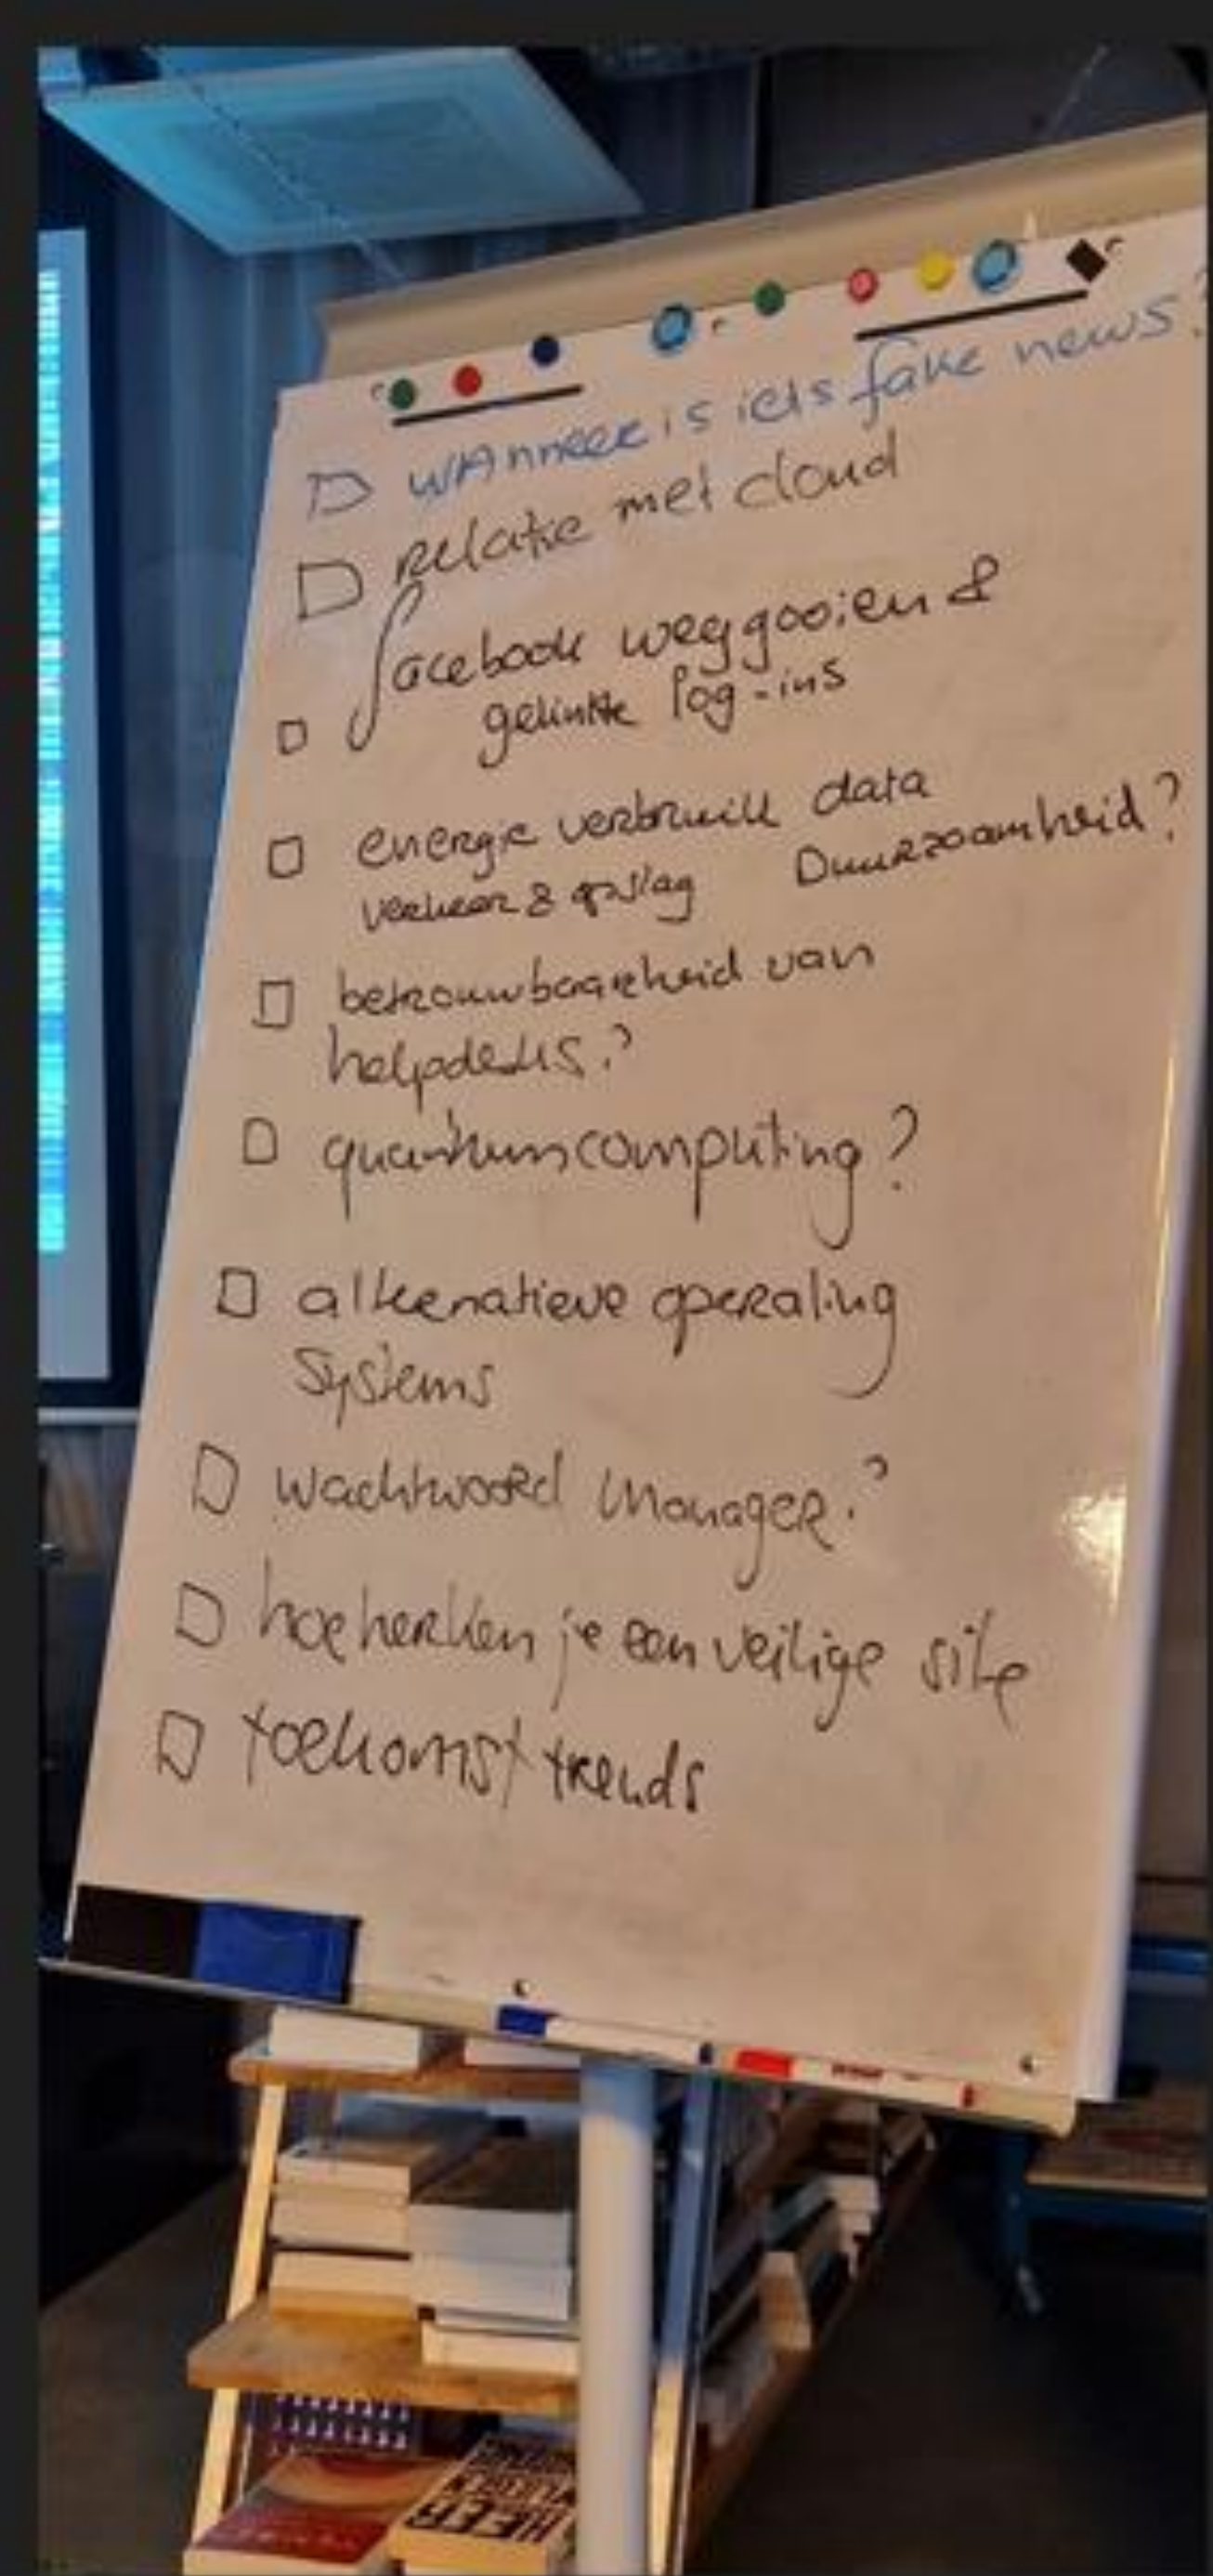 Wanneer is iets fake news?
relatie met cloud
facebook weggooien &
gelinkte log-ins
energie verbruik data
verkeer & opslag Duurzaamheid?
betrouwbaarheid van
helpdesks?
quantumcomputing?
alternatieve operating
systems
wachtwoord manager?
hoe herken je een veilige site
toekomst trends
HEER